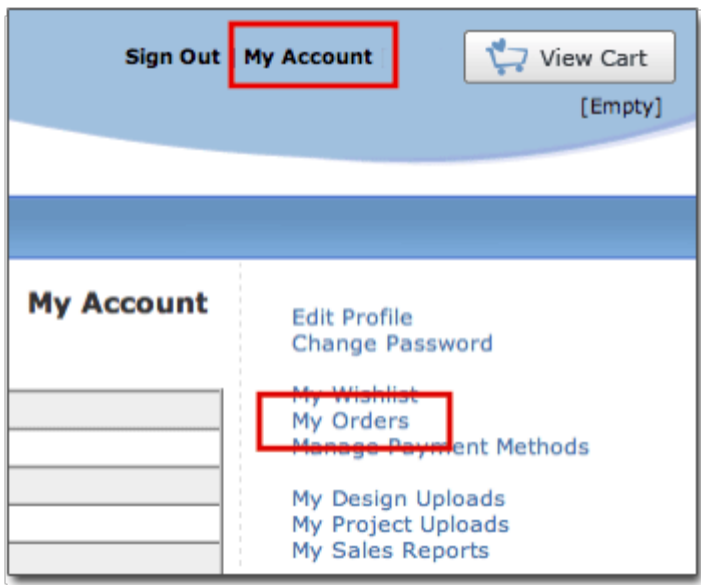 Sign Out My Account View Cart
[Empty]
My Account
Edit Profile
Change Password
My Wishlist
My Orders
Manage Payment Methods
My Design Uploads
My Project Uploads
My Sales Reports